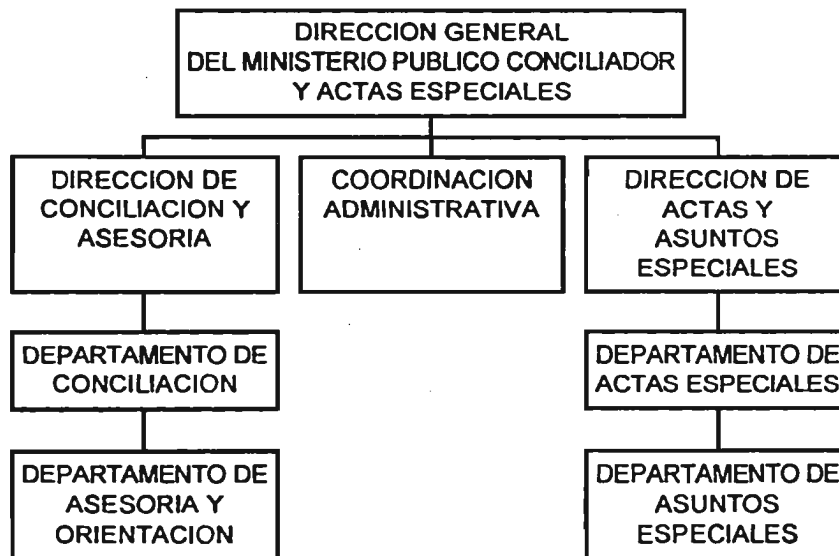 DIRECCION GENERAL
DEL MINISTERIO PUBLICO CONCILIADOR
Y ACTAS ESPECIALES
DIRECCION DE
CONCILIACION Y
ASESORIA
COORDINACION
ADMINISTRATIVA
DIRECCION DE
ACTAS Y
ASUNTOS
ESPECIALES
DEPARTAMENTO DE
CONCILIACION
DEPARTAMENTO DE
ACTAS ESPECIALES
DEPARTAMENTO DE
ASESORIA Y
ORIENTACION
DEPARTAMENTO DE
ASUNTOS
ESPECIALES